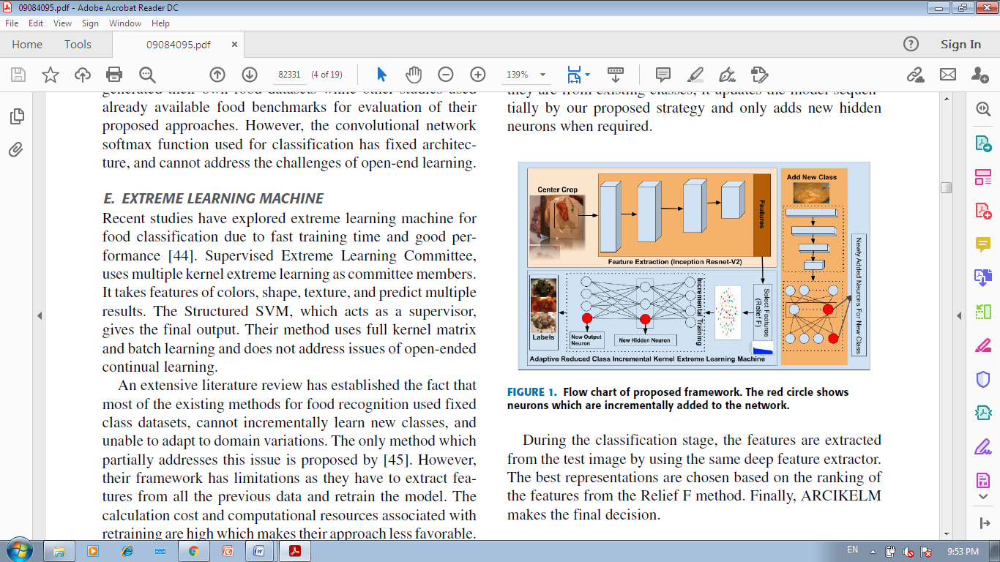 09084095.pdf - Adobe Acrobat Reader DC
File Edit View Sign Window Help
Home Tools 09084095.pdf × Sign In
82331 (4 of 19) 139%
generated their own food datasets while other studies used
already available food benchmarks for evaluation of their
proposed approaches. However, the convolutional network
softmax function used for classification has fixed architec-
ture, and cannot address the challenges of open-end learning.
E. EXTREME LEARNING MACHINE
Recent studies have explored extreme learning machine for
food classification due to fast training time and good per-
formance [44]. Supervised Extreme Learning Committee,
uses multiple kernel extreme learning as committee members.
It takes features of colors, shape, texture, and predict multiple
results. The Structured SVM, which acts as a supervisor,
gives the final output. Their method uses full kernel matrix
and batch learning and does not address issues of open-ended
continual learning.
An extensive literature review has established the fact that
most of the existing methods for food recognition used fixed
class datasets, cannot incrementally learn new classes, and
unable to adapt to domain variations. The only method which
partially addresses this issue is proposed by [45]. However,
their framework has limitations as they have to extract fea-
tures from all the previous data and retrain the model. The
calculation cost and computational resources associated with
retraining are high which makes their approach less favorable.
they are from existing classes, it updates the model sequen-
tially by our proposed strategy and only adds new hidden
neurons when required.
Center Crop
Features
Feature Extraction (Inception Resnet-V2)
Add New Class
Newly Added Neurons For New Class
Labels
New Output
Neuron
New Hidden Neuron
Incremental Training
Select Features
(Relief F)
Adaptive Reduced Class Incremental Kernel Extreme Learning Machine
FIGURE 1. Flow chart of proposed framework. The red circle shows
neurons which are incrementally added to the network.
During the classification stage, the features are extracted
from the test image by using the same deep feature extractor.
The best representations are chosen based on the ranking of
the features from the Relief F method. Finally, ARCIKELM
makes the final decision.
EN 9:53 PM